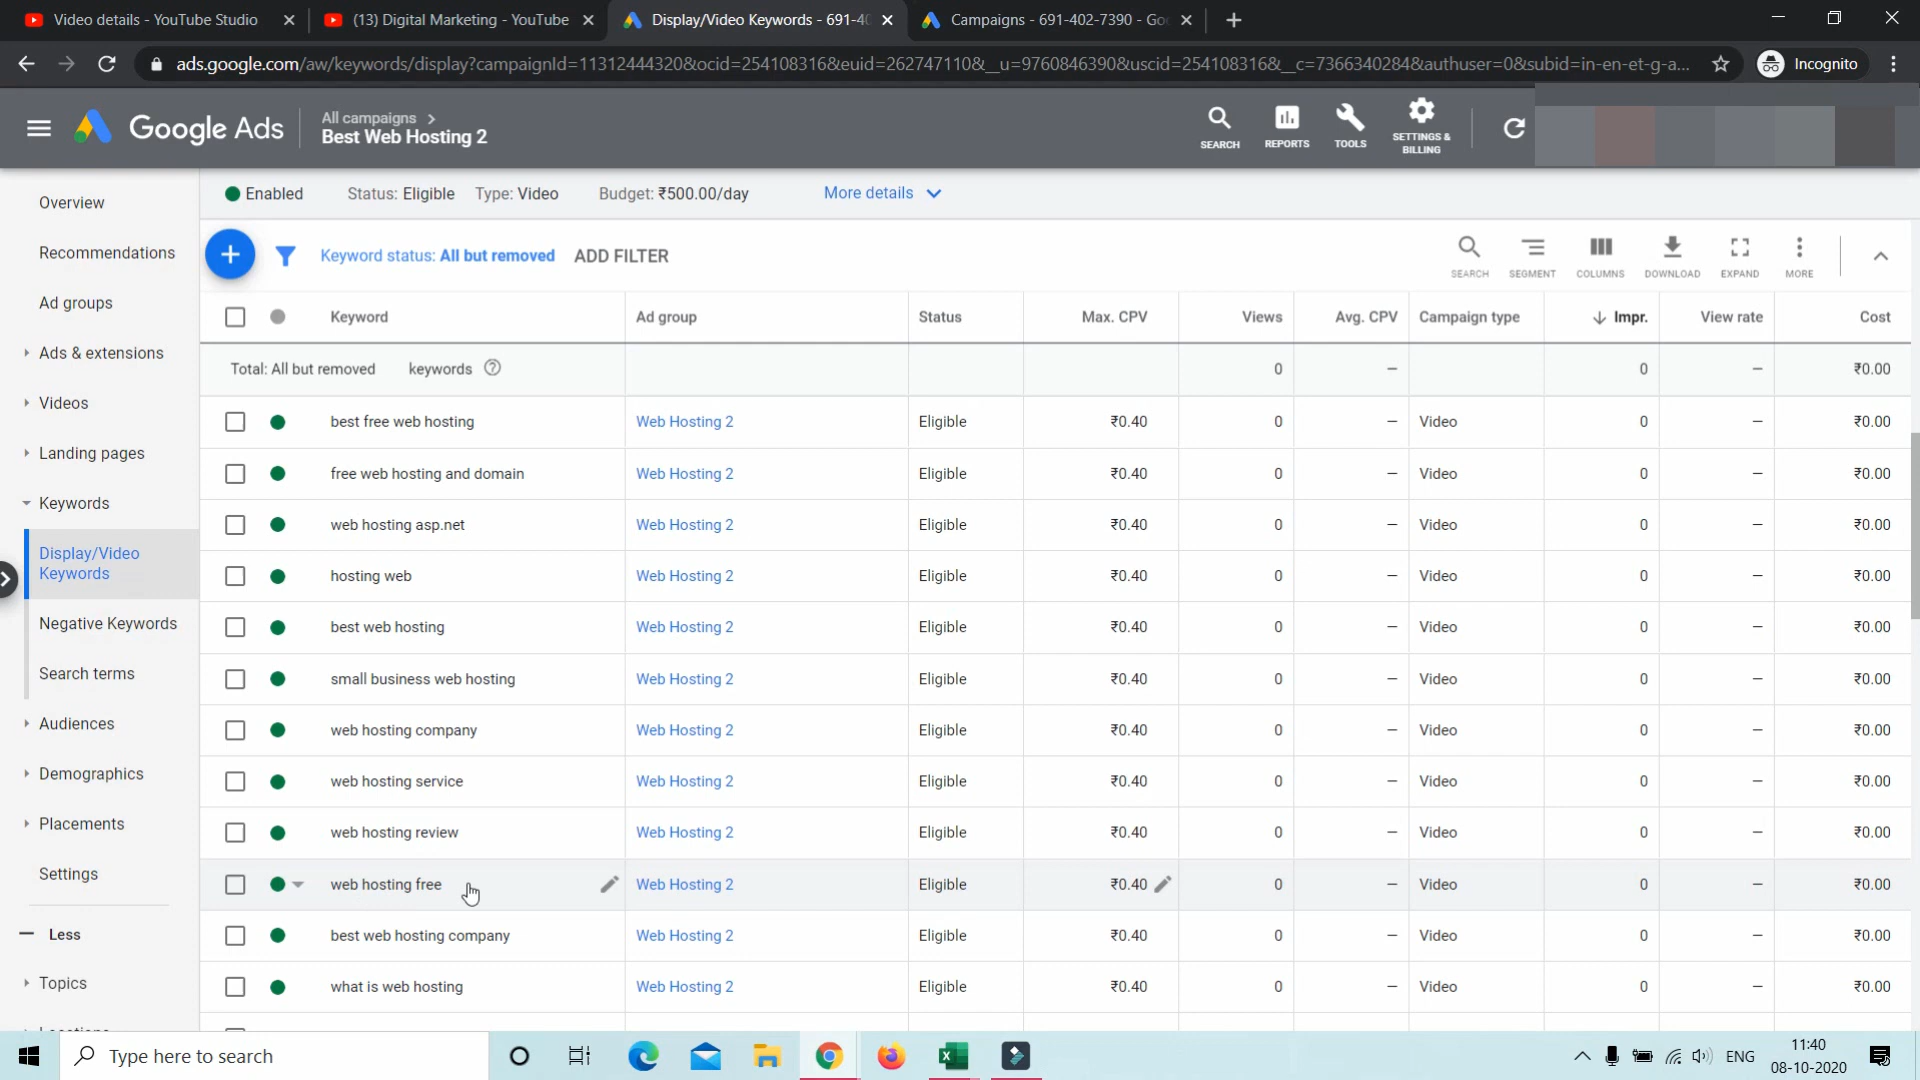 Video details - YouTube Studio
(13) Digital Marketing - YouTube
Display/Video Keywords - 691-40
Campaigns - 691-402-7390 - Goo
ads.google.com/aw/keywords/display?campaignId=11312444320&ocid=254108316&euid=262747110&__u=9760846390&uscid=254108316&__c=7366340284&authuser=0&subid=in-en-et-g-a...
Incognito
Google Ads
All campaigns >
Best Web Hosting 2
SEARCH
REPORTS
TOOLS
SETTINGS &
BILLING
Enabled Status: Eligible Type: Video Budget: ₹500.00/day More details
Keyword status: All but removed ADD FILTER
SEARCH SEGMENT COLUMNS DOWNLOAD EXPAND MORE
Overview
Recommendations
Ad groups
Ads & extensions
Videos
Landing pages
Keywords
Display/Video
Keywords
Negative Keywords
Search terms
Audiences
Demographics
Placements
Settings
Less
Topics
Keyword Ad group Status Max. CPV Views Avg. CPV Campaign type Impr. View rate Cost
Total: All but removed keywords 0 – 0 – ₹0.00
best free web hosting Web Hosting 2 Eligible ₹0.40 0 – Video 0 – ₹0.00
free web hosting and domain Web Hosting 2 Eligible ₹0.40 0 – Video 0 – ₹0.00
web hosting asp.net Web Hosting 2 Eligible ₹0.40 0 – Video 0 – ₹0.00
hosting web Web Hosting 2 Eligible ₹0.40 0 – Video 0 – ₹0.00
best web hosting Web Hosting 2 Eligible ₹0.40 0 – Video 0 – ₹0.00
small business web hosting Web Hosting 2 Eligible ₹0.40 0 – Video 0 – ₹0.00
web hosting company Web Hosting 2 Eligible ₹0.40 0 – Video 0 – ₹0.00
web hosting service Web Hosting 2 Eligible ₹0.40 0 – Video 0 – ₹0.00
web hosting review Web Hosting 2 Eligible ₹0.40 0 – Video 0 – ₹0.00
web hosting free Web Hosting 2 Eligible ₹0.40 0 – Video 0 – ₹0.00
best web hosting company Web Hosting 2 Eligible ₹0.40 0 – Video 0 – ₹0.00
what is web hosting Web Hosting 2 Eligible ₹0.40 0 – Video 0 – ₹0.00
Type here to search
ENG
11:40
08-10-2020